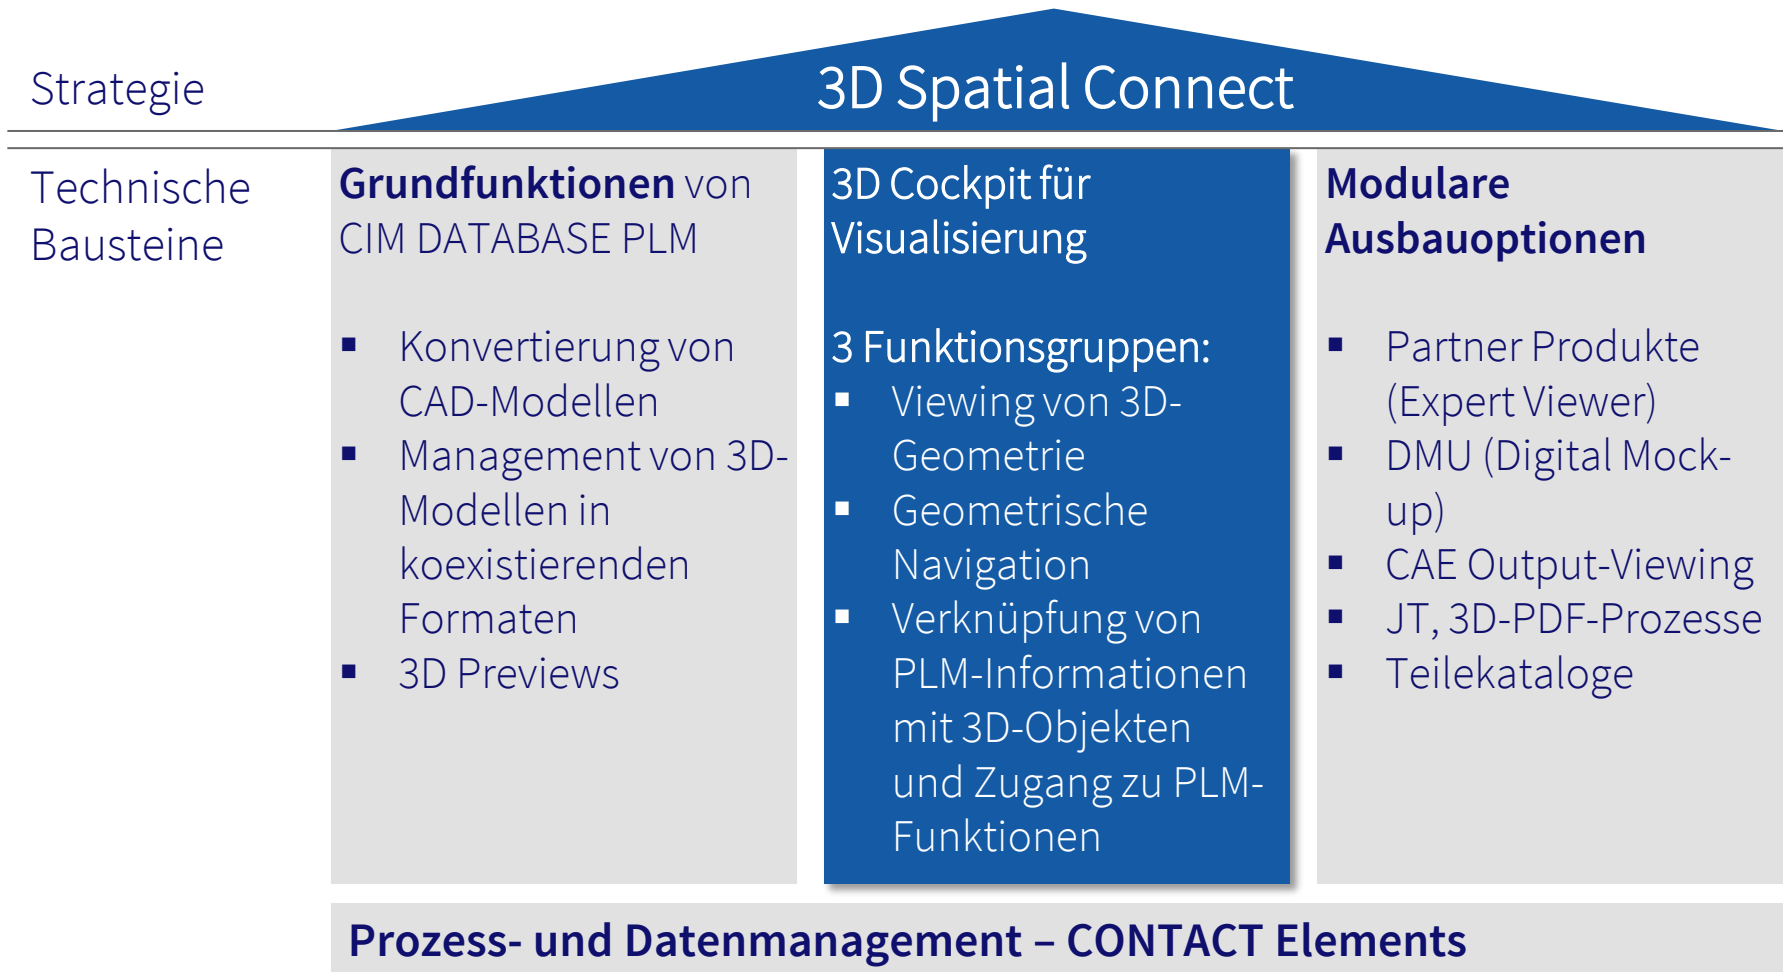 Strategie
3D Spatial Connect
Technische
Bausteine
Grundfunktionen von
CIM DATABASE PLM
▪ Konvertierung von
CAD-Modellen
▪ Management von 3D-
Modellen in
koexistierenden
Formaten
▪ 3D Previews
3D Cockpit für
Visualisierung
3 Funktionsgruppen:
▪ Viewing von 3D-
Geometrie
▪ Geometrische
Navigation
▪ Verknüpfung von
PLM-Informationen
mit 3D-Objekten
und Zugang zu PLM-
Funktionen
Modulare
Ausbauoptionen
▪ Partner Produkte
(Expert Viewer)
▪ DMU (Digital Mock-
up)
▪ CAE Output-Viewing
▪ JT, 3D-PDF-Prozesse
▪ Teilekataloge
Prozess- und Datenmanagement – CONTACT Elements